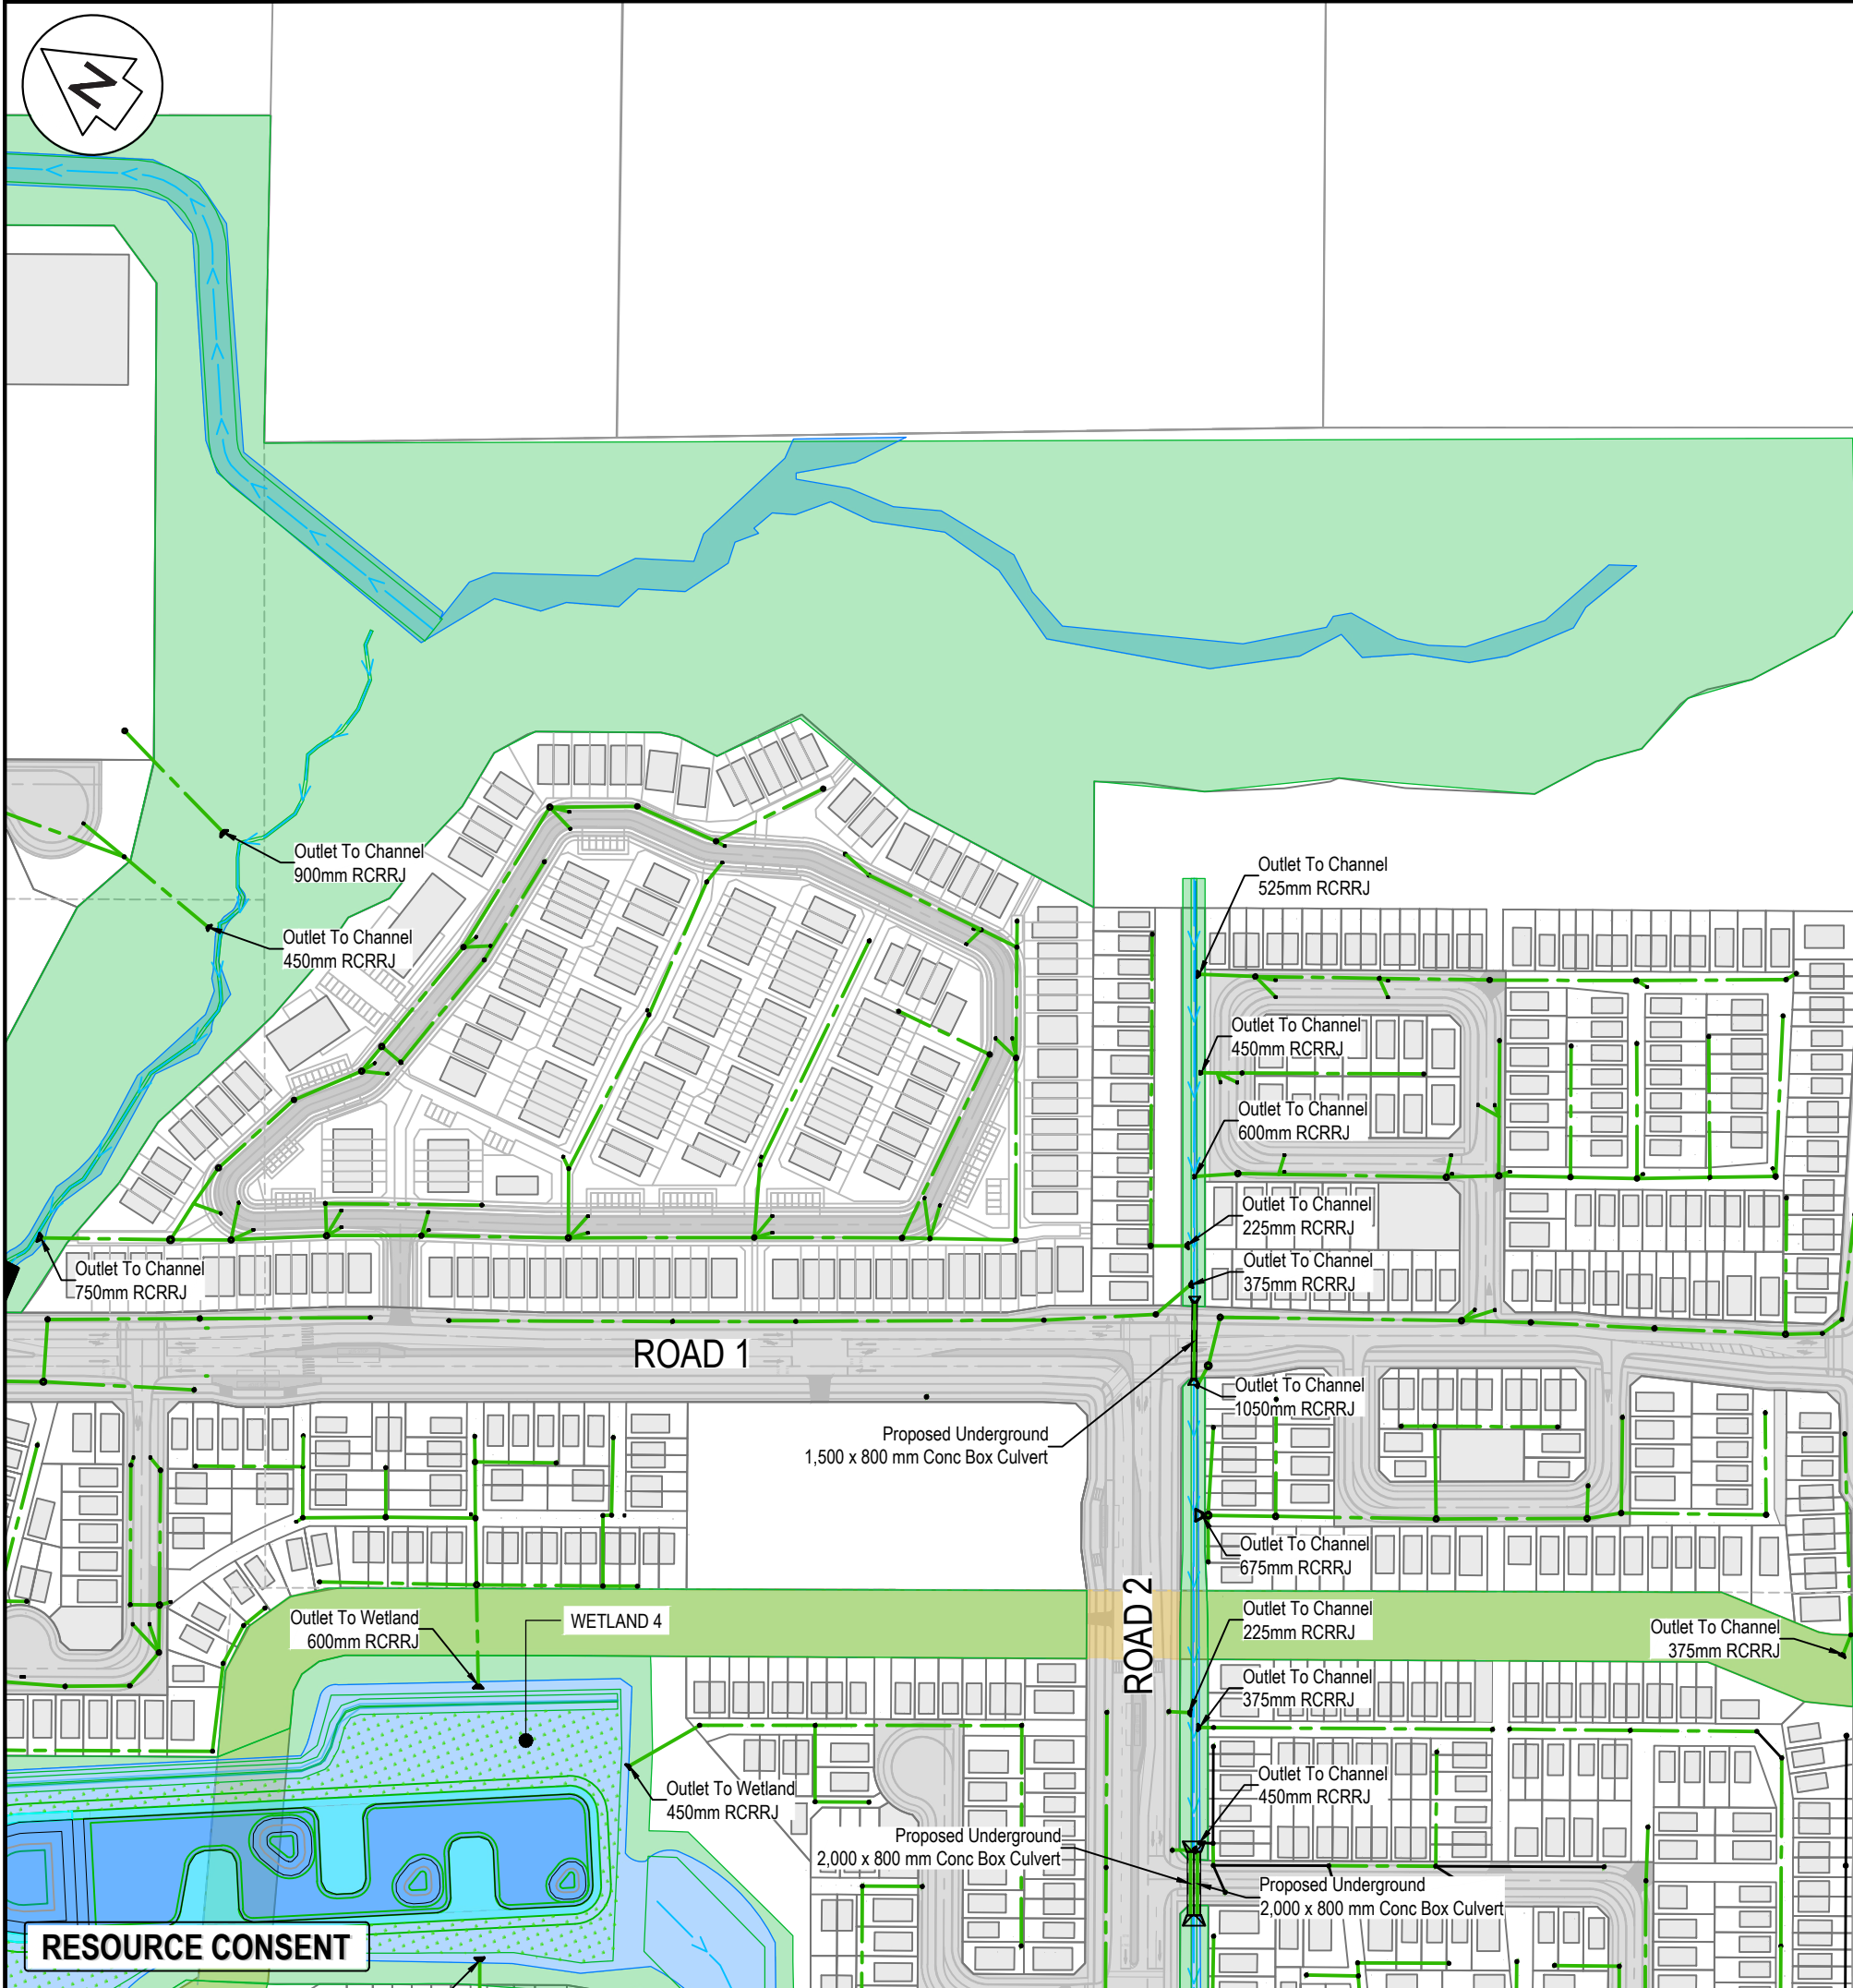 N
Outlet To Channel
900mm RCRRJ
Outlet To Channel
450mm RCRRJ
Outlet To Channel
525mm RCRRJ
Outlet To Channel
450mm RCRRJ
Outlet To Channel
600mm RCRRJ
Outlet To Channel
225mm RCRRJ
Outlet To Channel
375mm RCRRJ
Outlet To Channel
750mm RCRRJ
ROAD 1
Outlet To Channel
1050mm RCRRJ
Proposed Underground
1,500 x 800 mm Conc Box Culvert
Outlet To Channel
675mm RCRRJ
ROAD 2
Outlet To Wetland
600mm RCRRJ
WETLAND 4
Outlet To Channel
225mm RCRRJ
Outlet To Channel
375mm RCRRJ
Outlet To Channel
375mm RCRRJ
Outlet To Wetland
450mm RCRRJ
Outlet To Channel
450mm RCRRJ
Proposed Underground
2,000 x 800 mm Conc Box Culvert
Proposed Underground
2,000 x 800 mm Conc Box Culvert
RESOURCE CONSENT